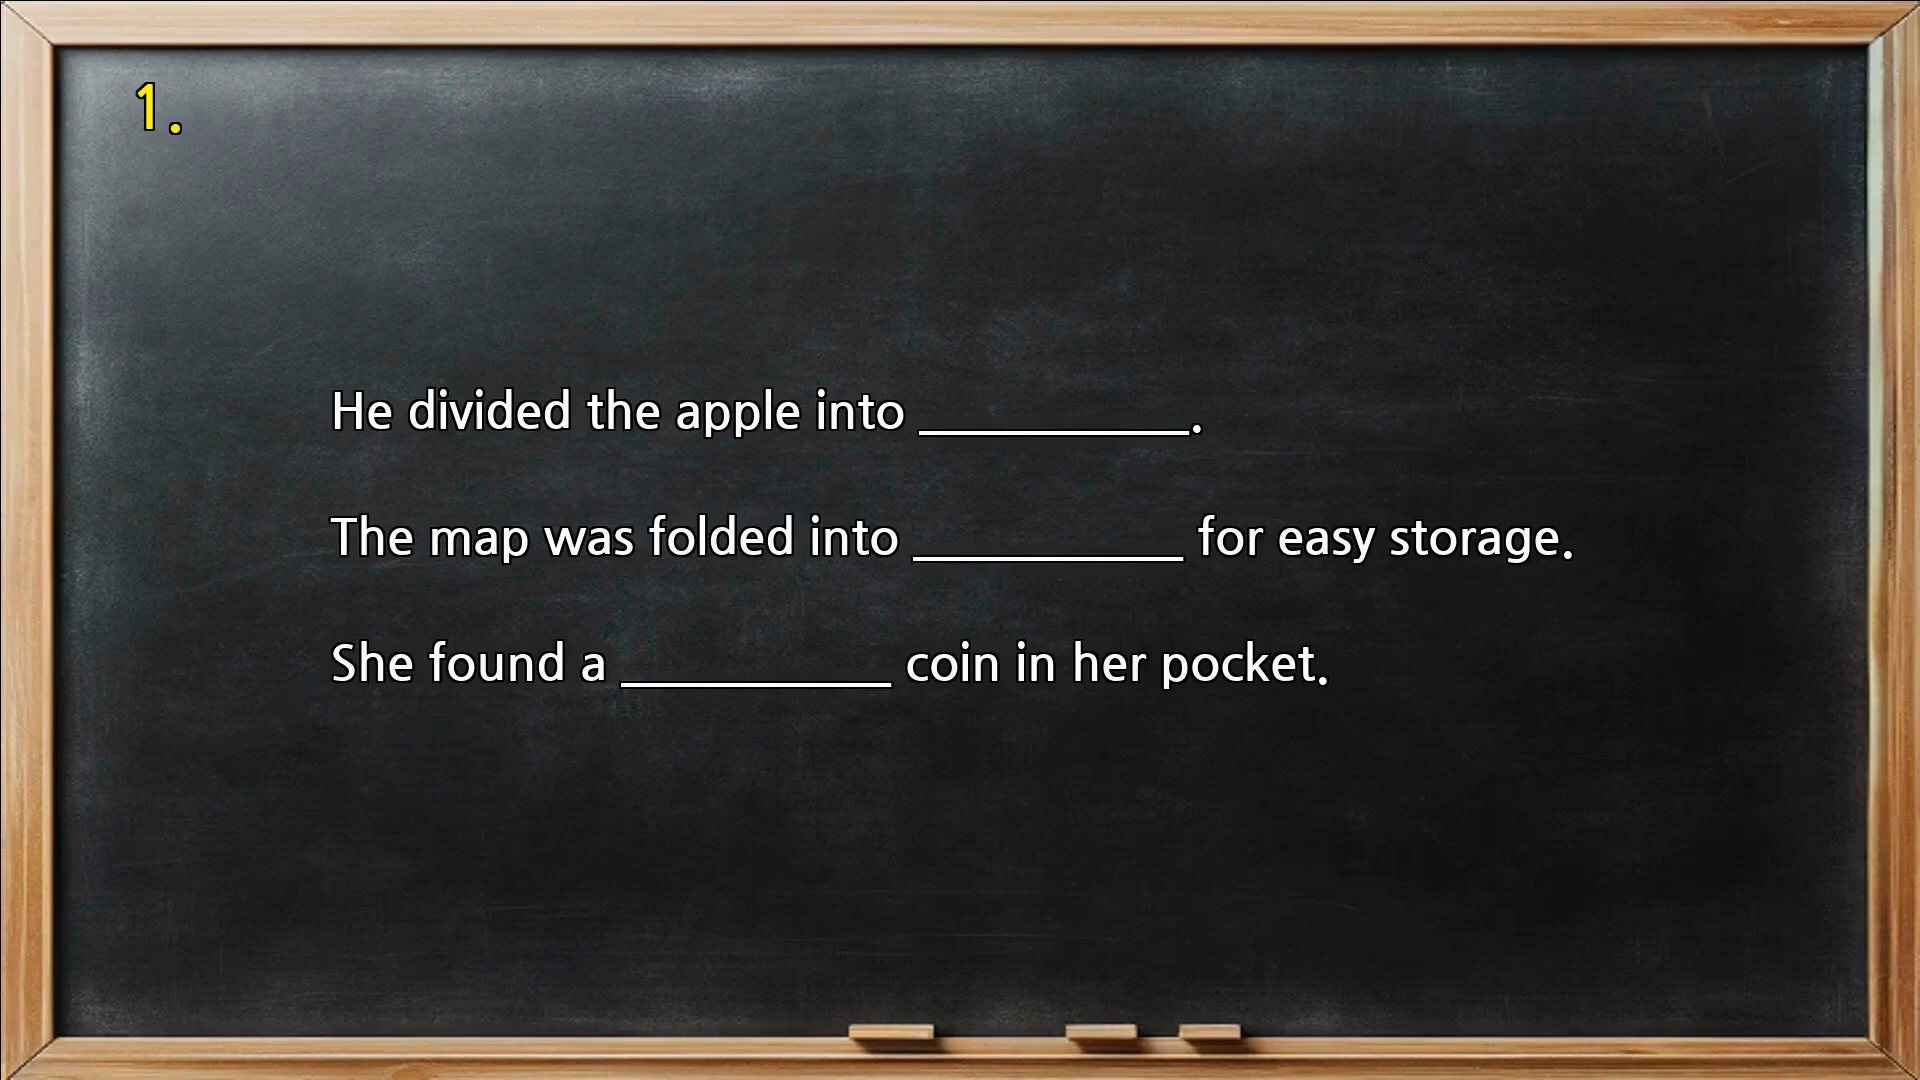 1.
He divided the apple into __________.
The map was folded into __________ for easy storage.
She found a __________ coin in her pocket.